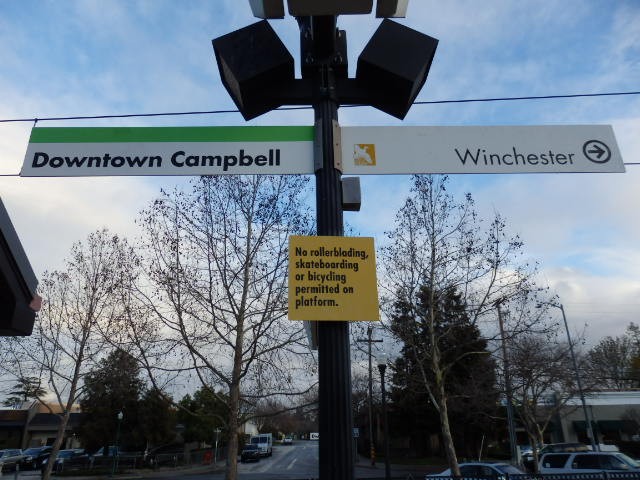 Downtown Campbell
Winchester
No rollerblading,
skateboarding
or bicycling
permitted on
platform.